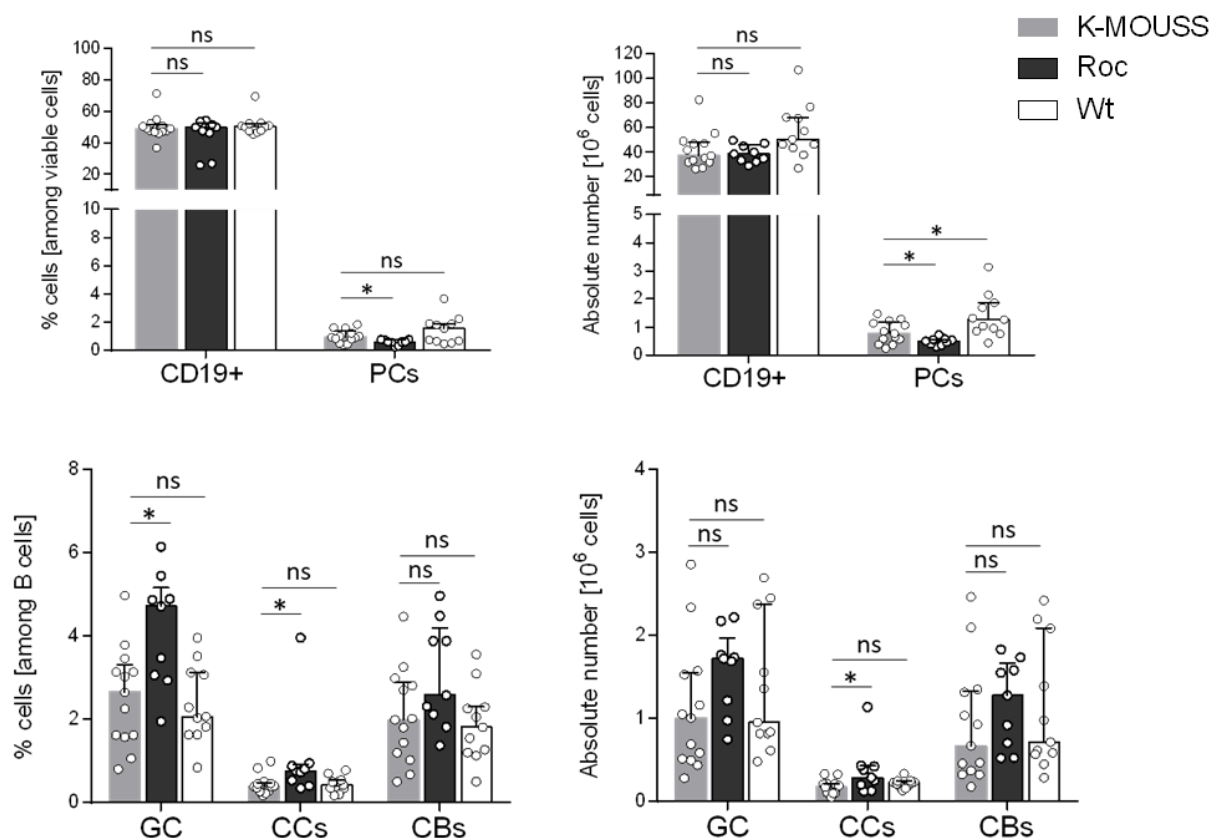 K-MOUSS
Roc
Wt
% cells [among viable cells]
100
80
60
40
20
10
8
6
4
2
0
ns
ns
ns
*
CD19+
PCs
Absolute number [10⁶ cells]
120
100
80
60
40
20
5
4
3
2
1
0
ns
ns
*
*
CD19+
PCs
% cells [among B cells]
8
6
4
2
0
ns
*
ns
*
ns
ns
GC
CCs
CBs
Absolute number [10⁶ cells]
4
3
2
1
0
ns
ns
ns
*
ns
ns
GC
CCs
CBs